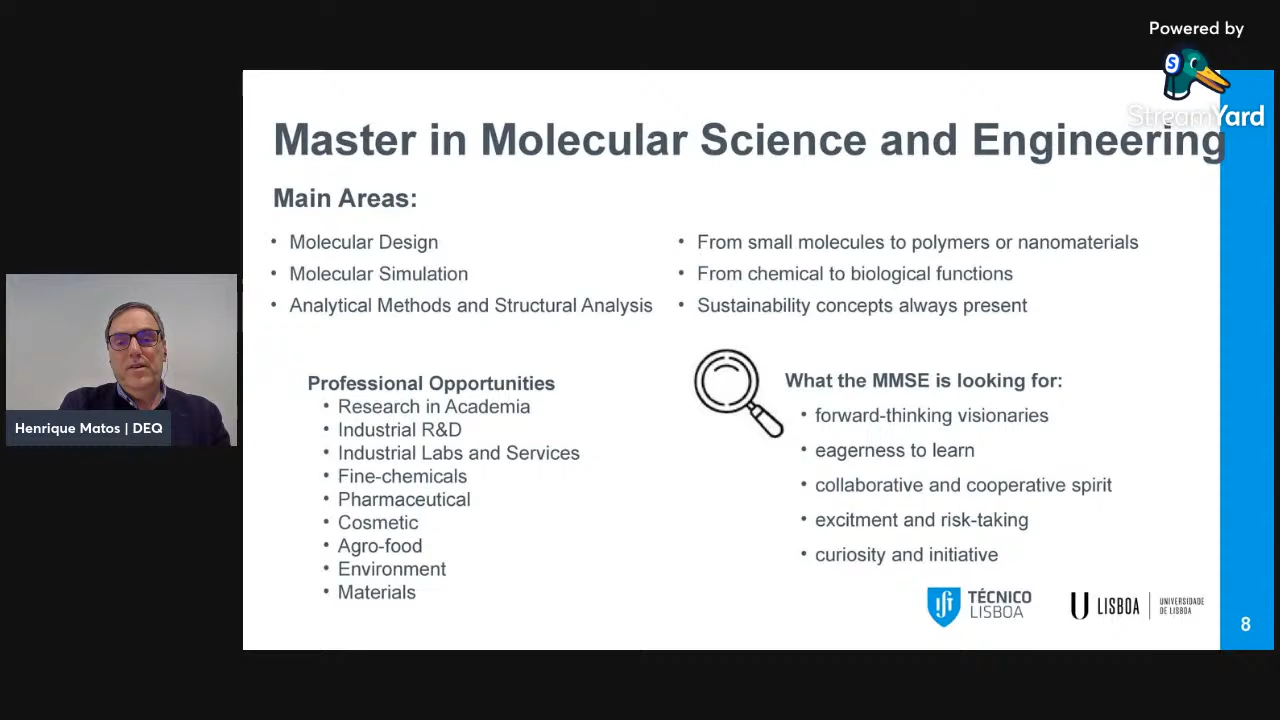 Powered by
StreamYard
Master in Molecular Science and Engineering
Main Areas:
• Molecular Design
• Molecular Simulation
• Analytical Methods and Structural Analysis
• From small molecules to polymers or nanomaterials
• From chemical to biological functions
• Sustainability concepts always present
Professional Opportunities
• Research in Academia
• Industrial R&D
• Industrial Labs and Services
• Fine-chemicals
• Pharmaceutical
• Cosmetic
• Agro-food
• Environment
• Materials
What the MMSE is looking for:
• forward-thinking visionaries
• eagerness to learn
• collaborative and cooperative spirit
• excitment and risk-taking
• curiosity and initiative
Henrique Matos | DEQ
TÉCNICO
LISBOA
U LISBOA
UNIVERSIDADE
DE LISBOA
8